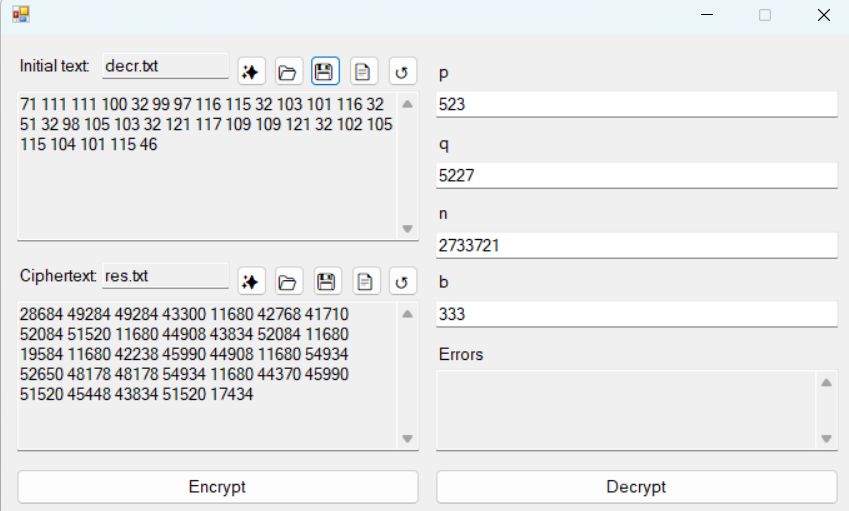 Initial text: decr.txt
71 111 111 100 32 99 97 116 115 32 103 101 116 32
51 32 98 105 103 32 121 117 109 109 121 32 102 105
115 104 101 115 46
Ciphertext: res.txt
28684 49284 49284 43300 11680 42768 41710
52084 51520 11680 44908 43834 52084 11680
19584 11680 42238 45990 44908 11680 54934
52650 48178 48178 54934 11680 44370 45990
51520 45448 43834 51520 17434
Encrypt
p
523
q
5227
n
2733721
b
333
Errors
Decrypt